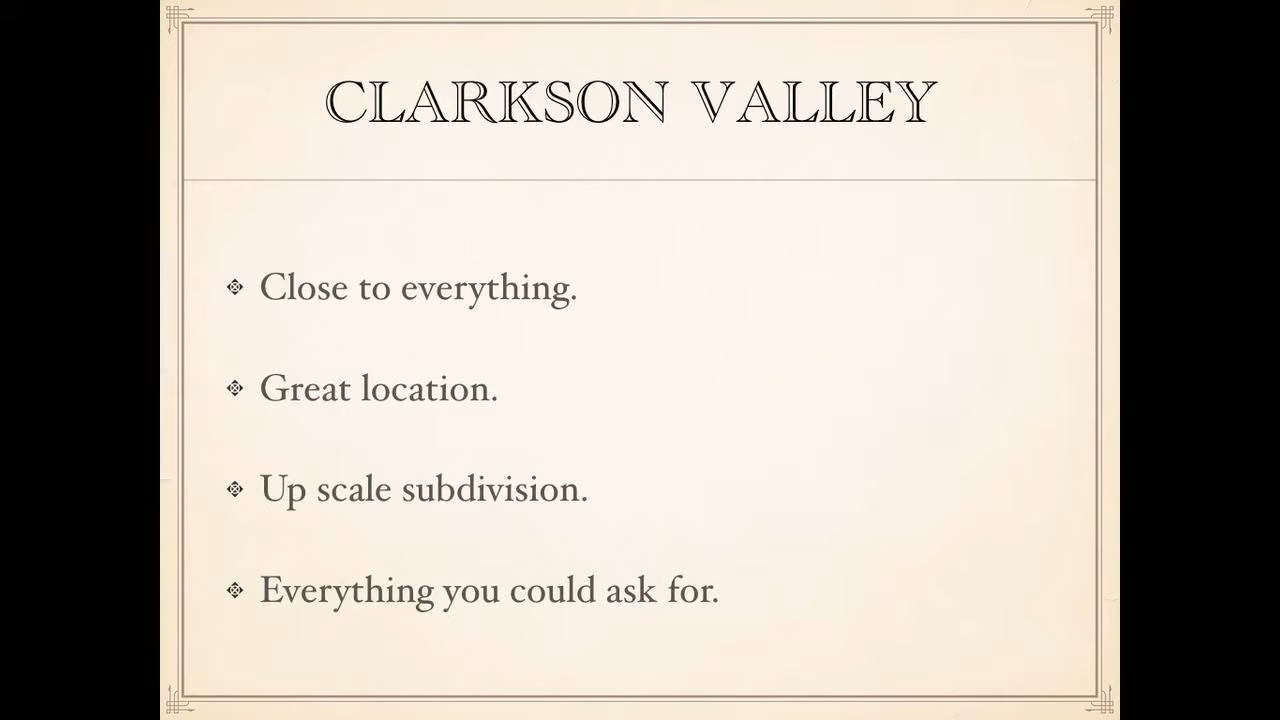 CLARKSON VALLEY
Close to everything.
Great location.
Up scale subdivision.
Everything you could ask for.